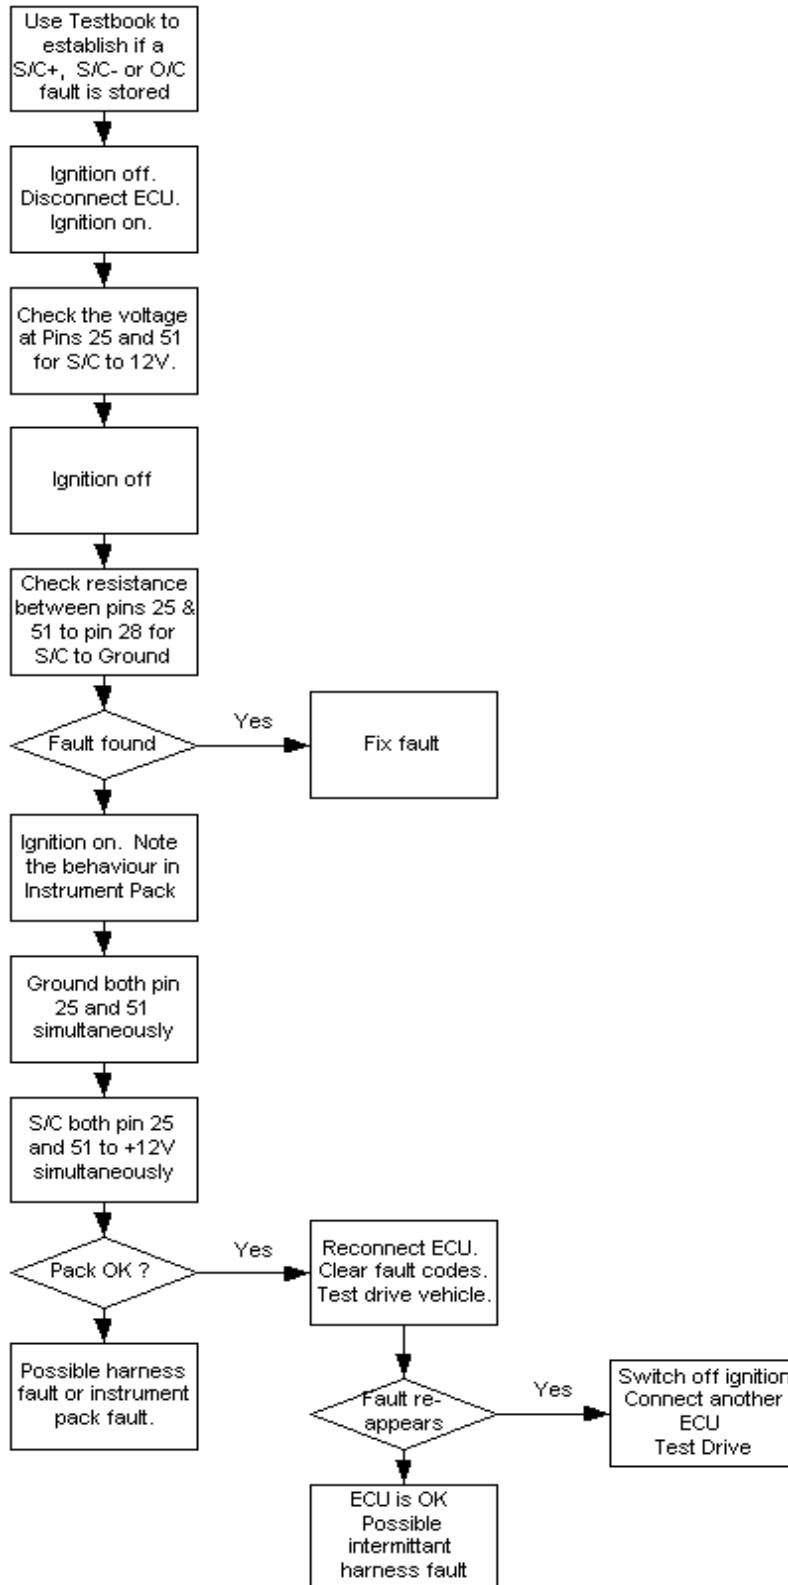 Use Testbook to
establish if a
S/C+, S/C- or O/C
fault is stored
Ignition off.
Disconnect ECU.
Ignition on.
Check the voltage
at Pins 25 and 51
for S/C to 12V.
Ignition off
Check resistance
between pins 25 &
51 to pin 28 for
S/C to Ground
Fault found
Yes
Fix fault
Ignition on. Note
the behaviour in
Instrument Pack
Ground both pin
25 and 51
simultaneously
S/C both pin 25
and 51 to +12V
simultaneously
Pack OK ?
Yes
Reconnect ECU.
Clear fault codes.
Test drive vehicle.
Possible harness
fault or instrument
pack fault.
Fault re-
appears
Yes
Switch off ignition
Connect another
ECU
Test Drive
ECU is OK
Possible
intermittant
harness fault